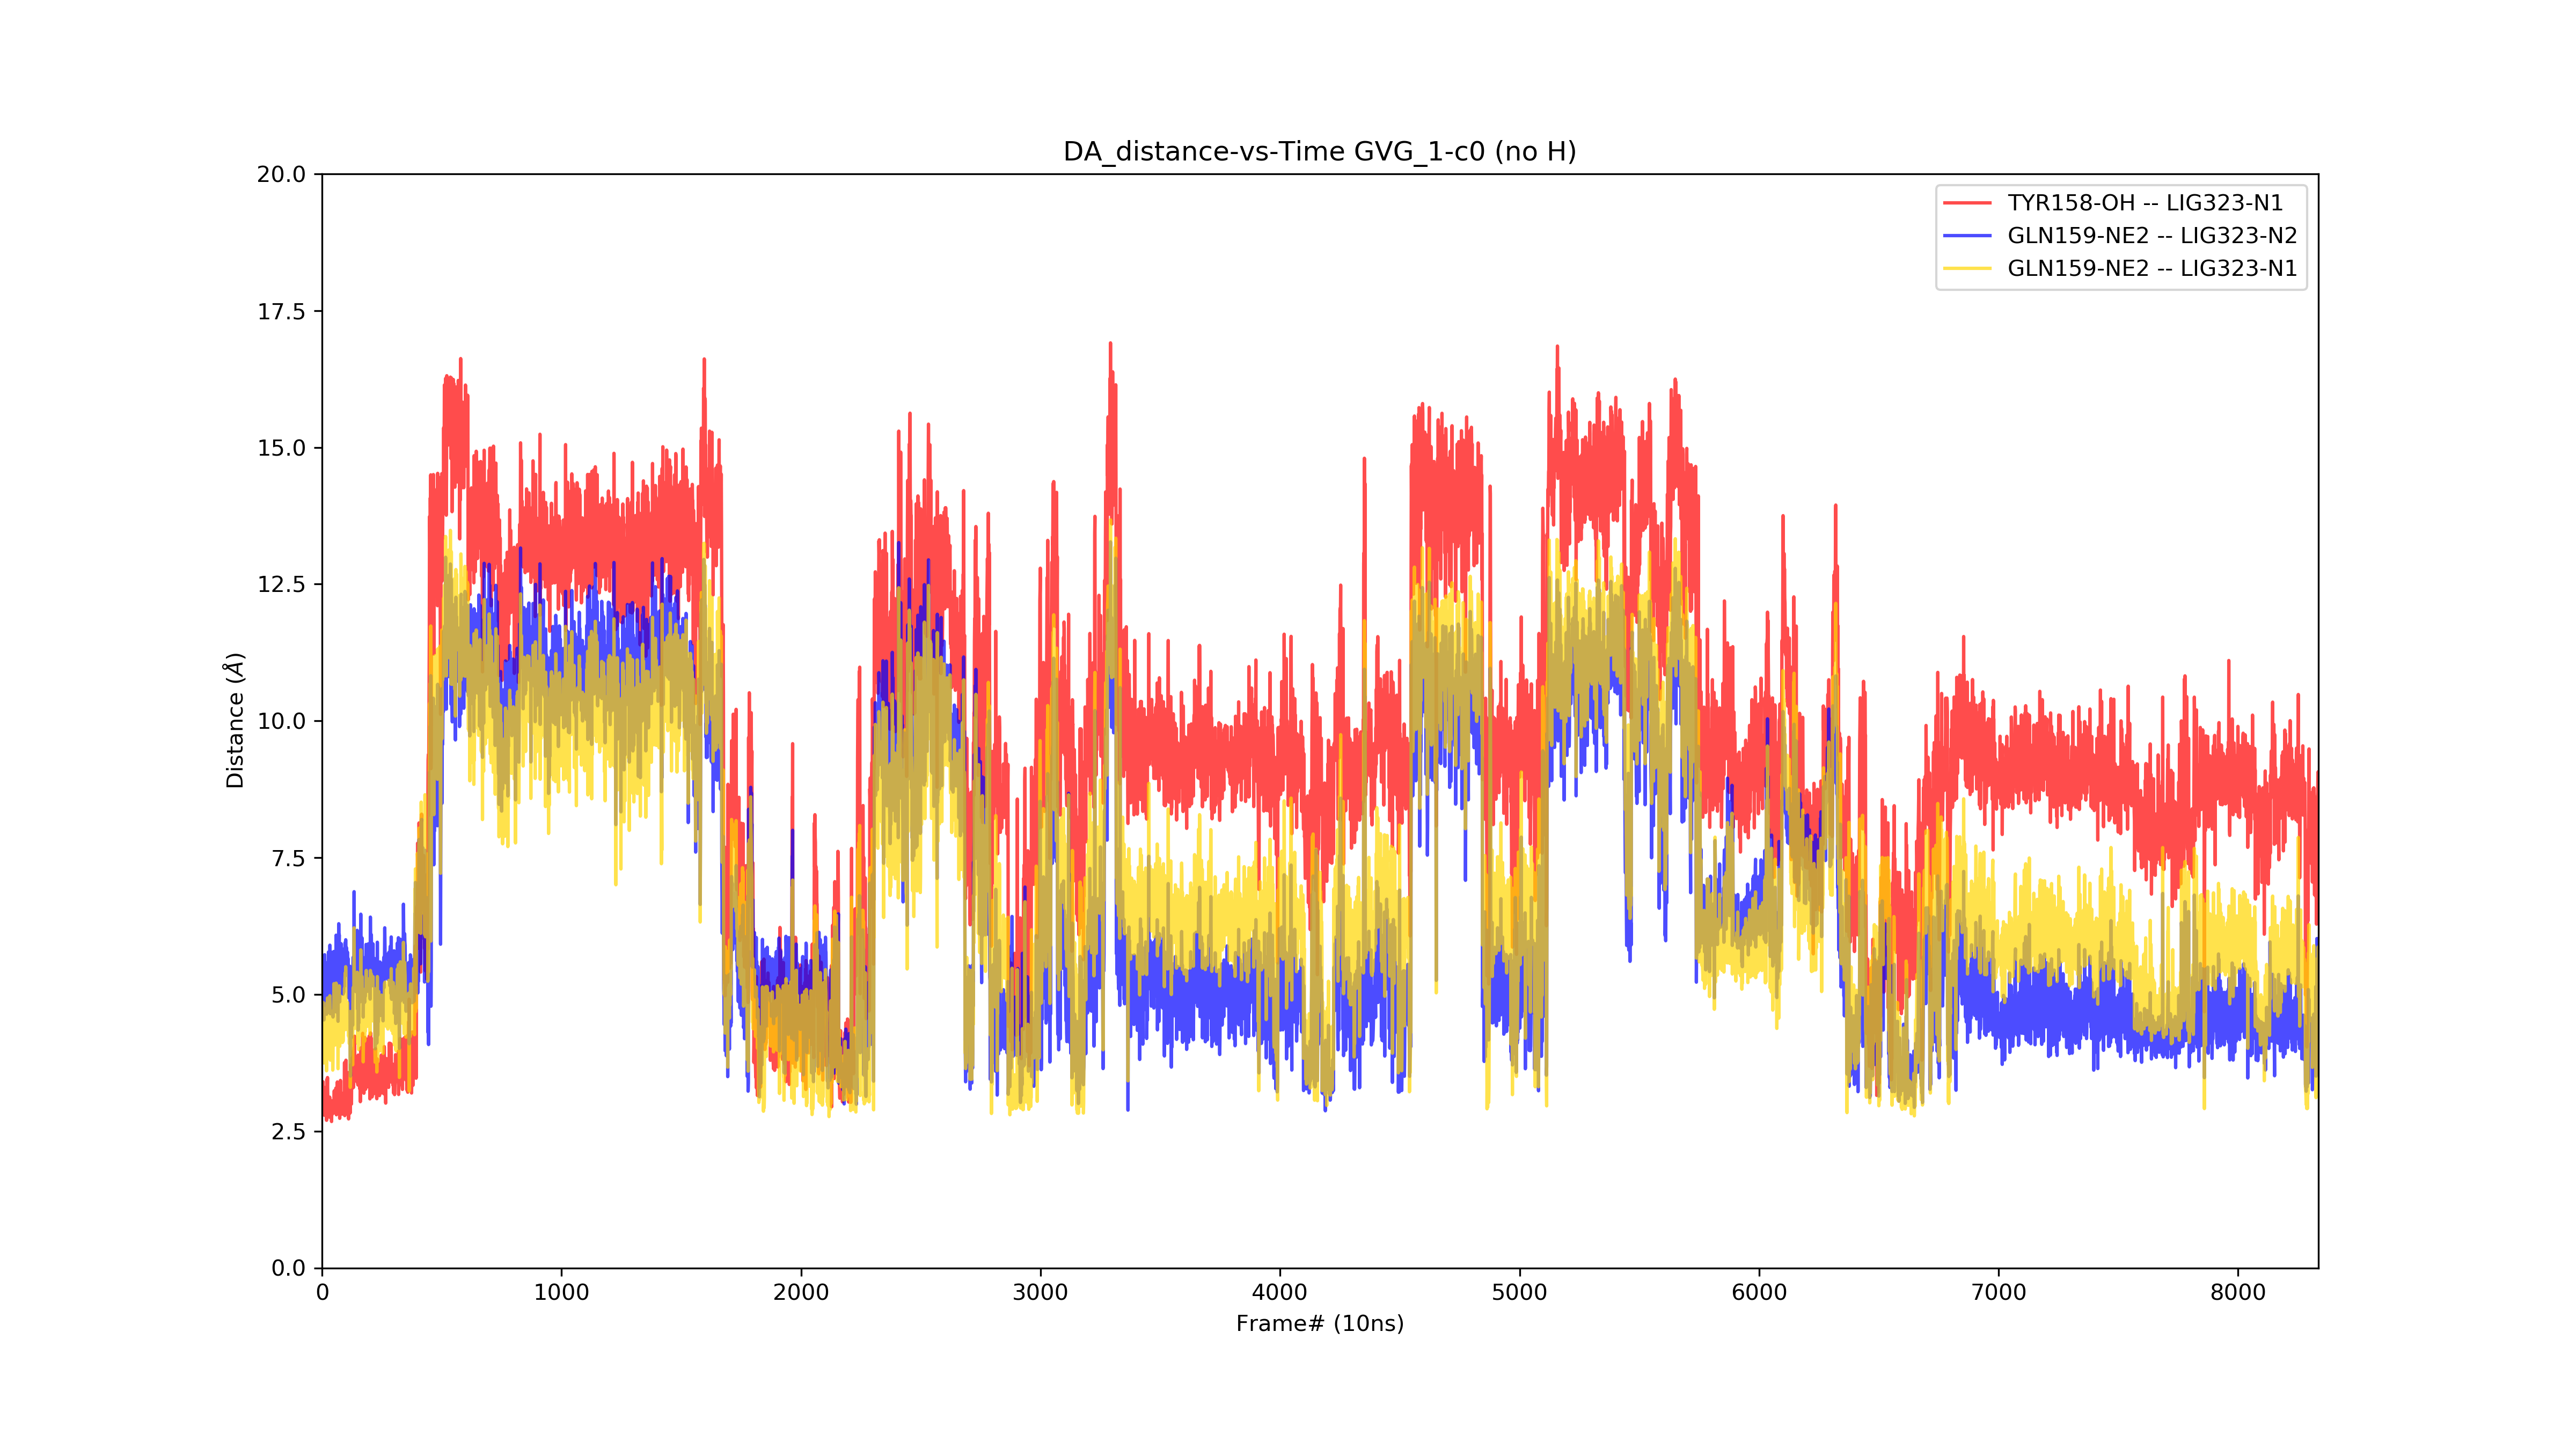 DA_distance-vs-Time GVG_1-c0 (no H)
20.0
17.5
15.0
12.5
10.0
7.5
5.0
2.5
0.0
Distance (Å)
TYR158-OH -- LIG323-N1
GLN159-NE2 -- LIG323-N2
GLN159-NE2 -- LIG323-N1
0 1000 2000 3000 4000 5000 6000 7000 8000
Frame# (10ns)